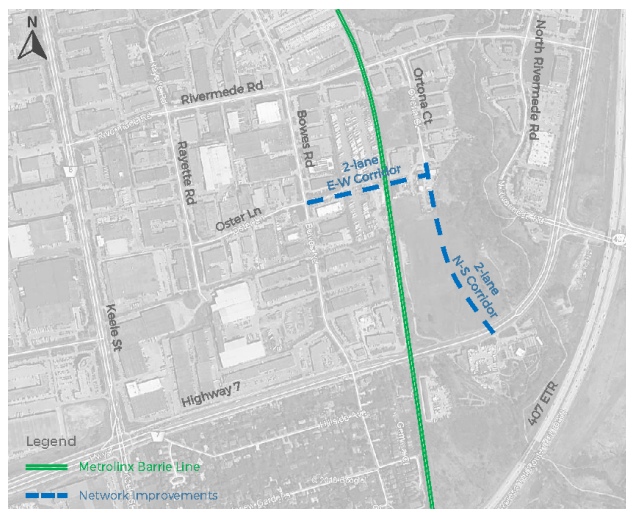 N
North Rivermede Rd
Rivermede Rd
Ortona Ct
Bowes Rd
Rayette Rd
2-lane
E-W Corridor
Oster Ln
2-lane
N-S Corridor
Keele St
Highway 7
407 ETR
Legend
Metrolinx Barrie Line
Network Improvements